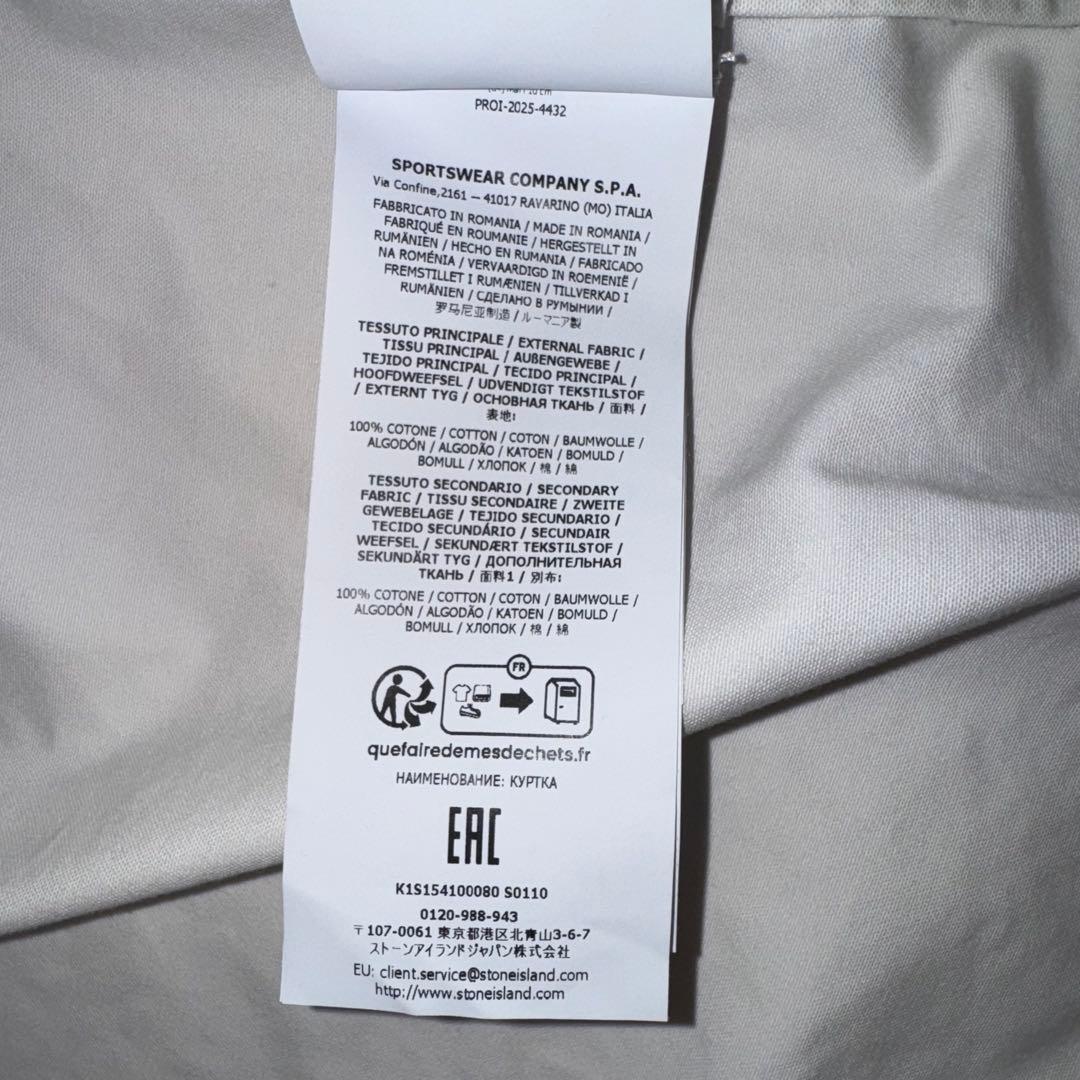 PROI-2025-4432
SPORTSWEAR COMPANY S.P.A.
Via Confine,2161 – 41017 RAVARINO (MO) ITALIA
FABBRICATO IN ROMANIA / MADE IN ROMANIA /
FABRIQUÉ EN ROUMANIE / HERGESTELLT IN
RUMÄNIEN / HECHO EN RUMANIA / FABRICADO
NA ROMÉNIA / VERVAARDIGD IN ROEMENIË /
FREMSTILLET I RUMÆNIEN / TILLVERKAD I
RUMÄNIEN / СДЕЛАНО В РУМЫНИИ /
罗马尼亚制造 / ルーマニア製
TESSUTO PRINCIPALE / EXTERNAL FABRIC /
TISSU PRINCIPAL / AUßENGEWEBE /
TEJIDO PRINCIPAL / TECIDO PRINCIPAL /
HOOFDWEEFSEL / UDVENDIGT TEKSTILSTOF
/ EXTERNT TYG / ОСНОВНАЯ ТКАНЬ / 面料 /
表地:
100% COTONE / COTTON / COTON / BAUMWOLLE /
ALGODÓN / ALGODÃO / KATOEN / BOMULD /
BOMULL / ХЛОПОК / 棉 / 綿
TESSUTO SECONDARIO / SECONDARY
FABRIC / TISSU SECONDAIRE / ZWEITE
GEWEBELAGE / TEJIDO SECUNDARIO /
TECIDO SECUNDÁRIO / SECUNDAIR
WEEFSEL / SEKUNDÆRT TEKSTILSTOF /
SEKUNDÄRT TYG / ДОПОЛНИТЕЛЬНАЯ
ТКАНЬ / 面料1 / 別布:
100% COTONE / COTTON / COTON / BAUMWOLLE /
ALGODÓN / ALGODÃO / KATOEN / BOMULD /
BOMULL / ХЛОПОК / 棉 / 綿
FR
quefairedemesdechets.fr
НАИМЕНОВАНИЕ: КУРТКА
EAC
K1S154100080 S0110
0120-988-943
〒107-0061 東京都港区北青山3-6-7
ストーンアイランドジャパン株式会社
EU: client.service@stoneisland.com
http://www.stoneisland.com